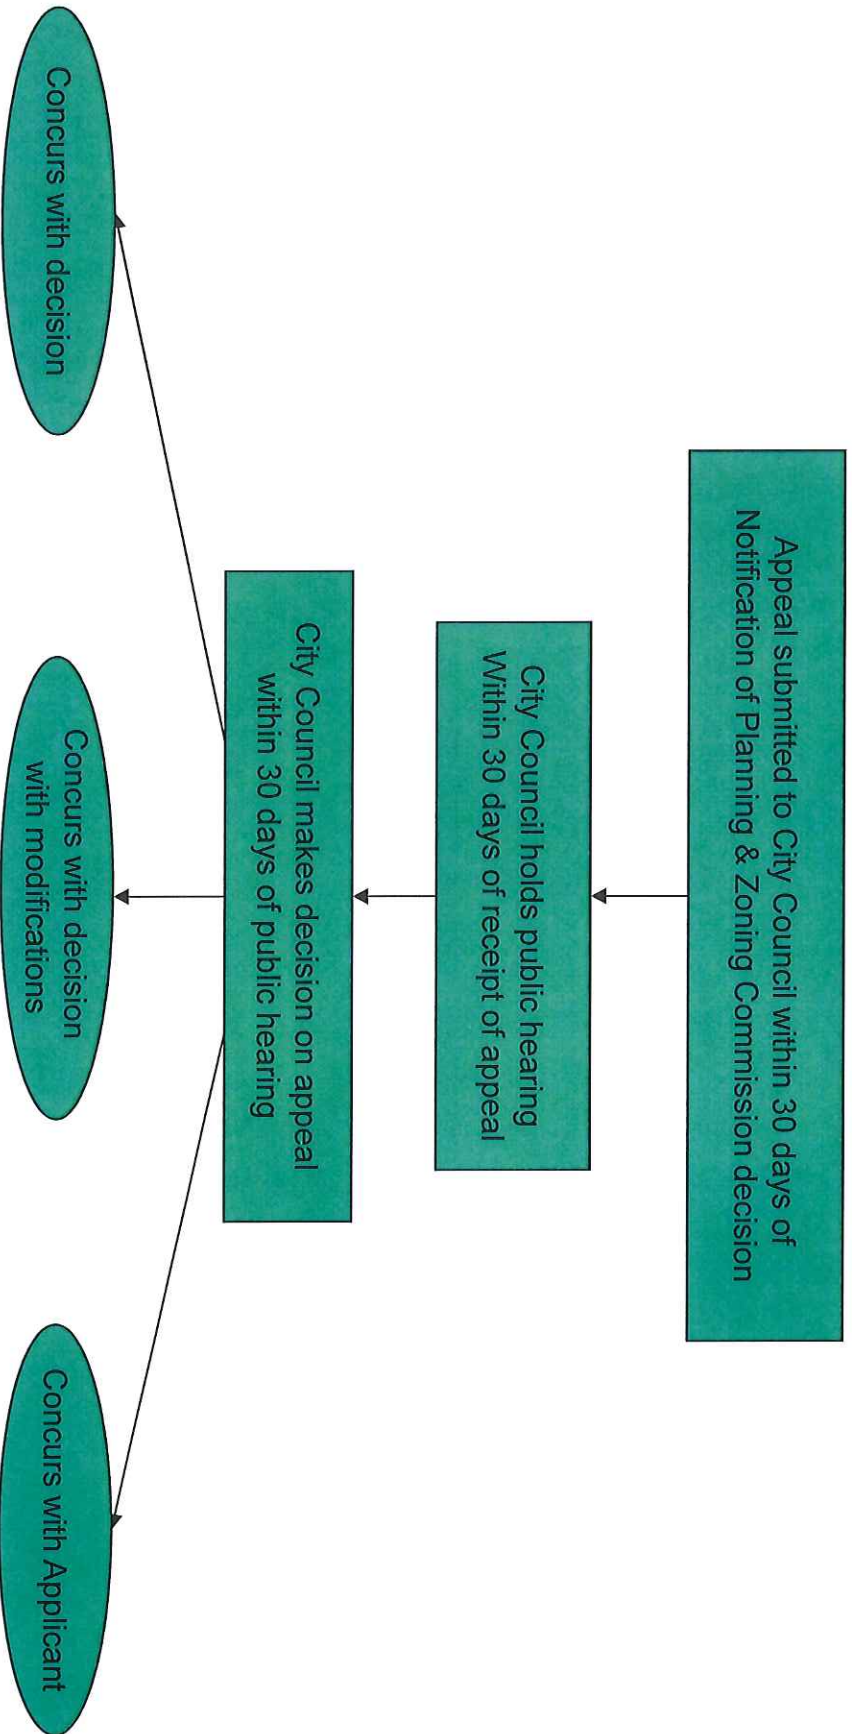 Appeal submitted to City Council within 30 days of
Notification of Planning & Zoning Commission decision
City Council holds public hearing
Within 30 days of receipt of appeal
City Council makes decision on appeal
within 30 days of public hearing
Concurs with decision
Concurs with decision
with modifications
Concurs with Applicant